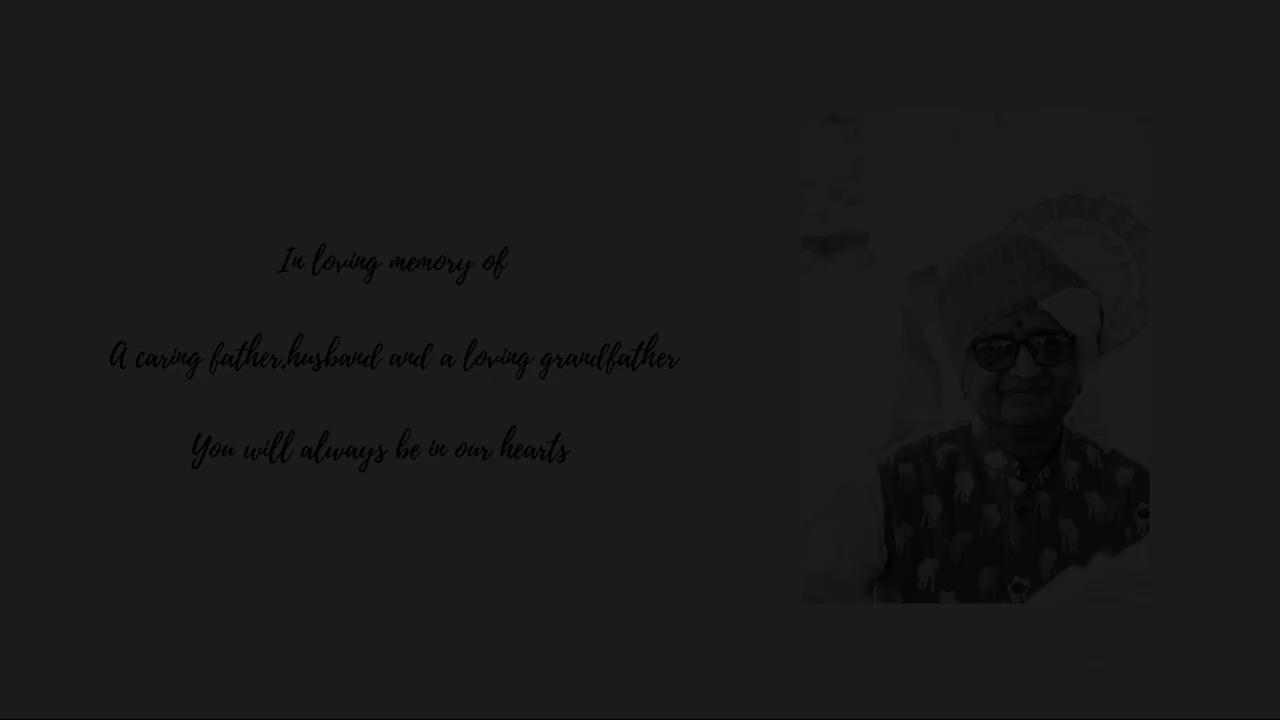 In loving memory of
A caring father,husband and a loving grandfather
You will always be in our hearts